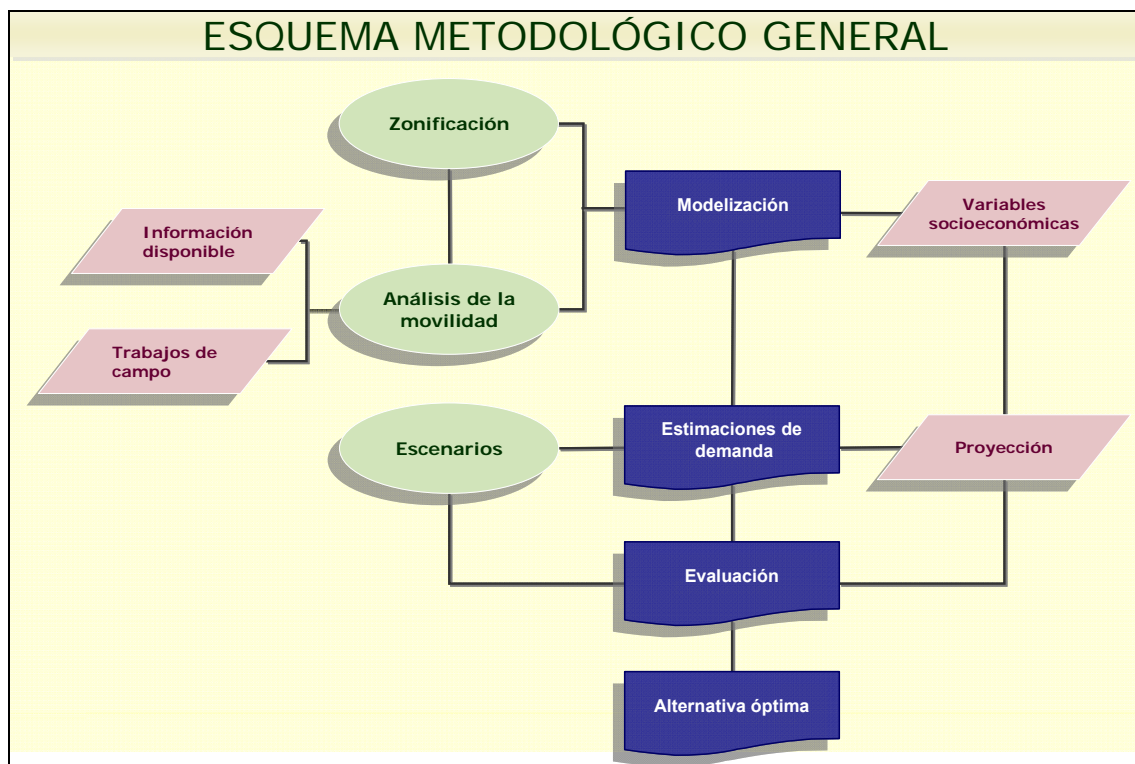 ESQUEMA METODOLÓGICO GENERAL
Zonificación
Modelización
Variables
socioeconómicas
Información
disponible
Análisis de la
movilidad
Trabajos de
campo
Escenarios
Estimaciones de
demanda
Proyección
Evaluación
Alternativa óptima